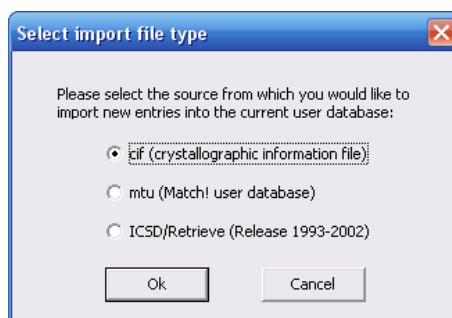 Select import file type
Please select the source from which you would like to
import new entries into the current user database:
cif (crystallographic information file)
mtu (Match! user database)
ICSD/Retrieve (Release 1993-2002)
Ok Cancel